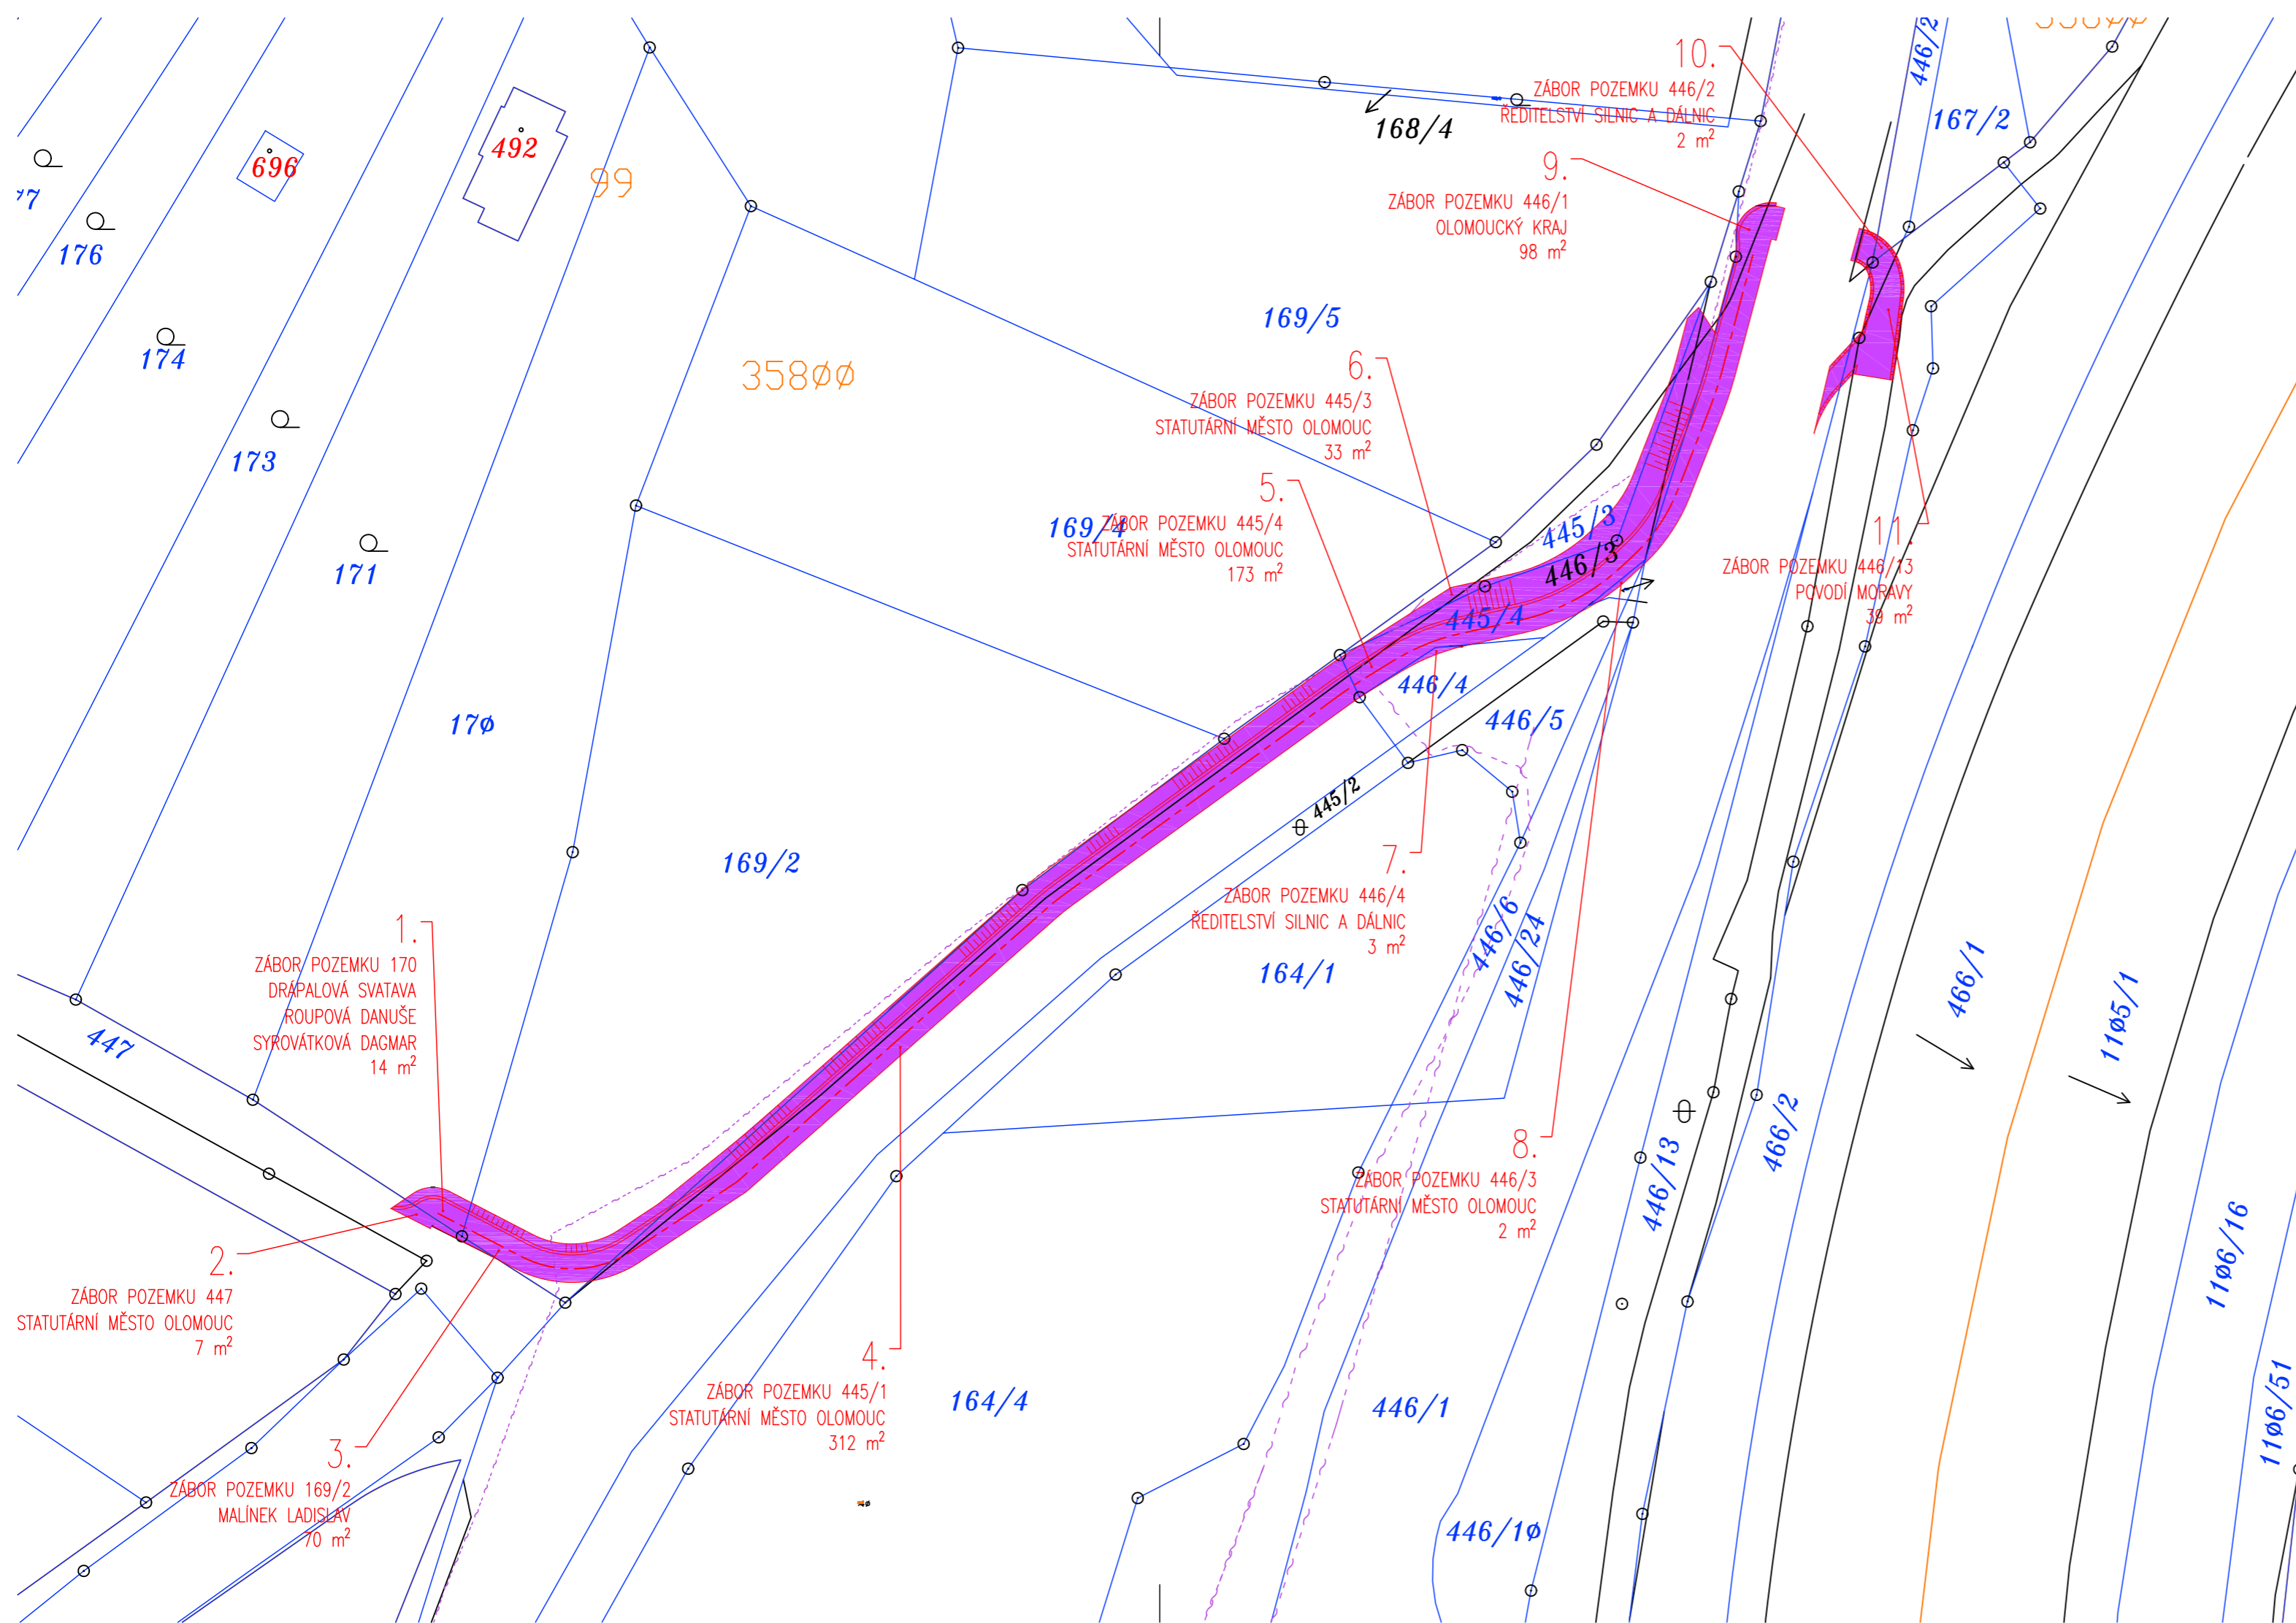 10.
ZÁBOR POZEMKU 446/2
ŘEDITELSTVÍ SILNIC A DÁLNIC
2 m²
446/2
167/2
168/4
492
696
99
176
174
173
171
17ø
358øø
9.
ZÁBOR POZEMKU 446/1
OLOMOUCKÝ KRAJ
98 m²
169/5
6.
ZÁBOR POZEMKU 445/3
STATUTÁRNÍ MĚSTO OLOMOUC
33 m²
5.
ZÁBOR POZEMKU 445/4
STATUTÁRNÍ MĚSTO OLOMOUC
173 m²
169/4
445/3
446/3
445/4
11.
ZÁBOR POZEMKU 446/13
POVODÍ MORAVY
39 m²
446/4
446/5
445/2
169/2
7.
ZÁBOR POZEMKU 446/4
ŘEDITELSTVÍ SILNIC A DÁLNIC
3 m²
164/1
446/6
446/24
466/1
11ø5/1
1.
ZÁBOR POZEMKU 170
DRÁPALOVÁ SVATAVA
ROUPOVÁ DANUŠE
SYROVÁTKOVÁ DAGMAR
14 m²
447
8.
ZÁBOR POZEMKU 446/3
STATUTÁRNÍ MĚSTO OLOMOUC
2 m²
446/13
466/2
11ø6/16
2.
ZÁBOR POZEMKU 447
STATUTÁRNÍ MĚSTO OLOMOUC
7 m²
4.
ZÁBOR POZEMKU 445/1
STATUTÁRNÍ MĚSTO OLOMOUC
312 m²
164/4
446/1
11ø6/51
3.
ZÁBOR POZEMKU 169/2
MALÍNEK LADISLAV
70 m²
446/1ø